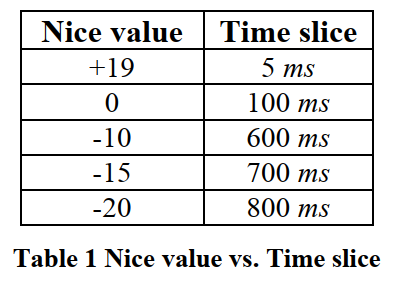 Nice value Time slice
+19 5 ms
0 100 ms
-10 600 ms
-15 700 ms
-20 800 ms
Table 1 Nice value vs. Time slice